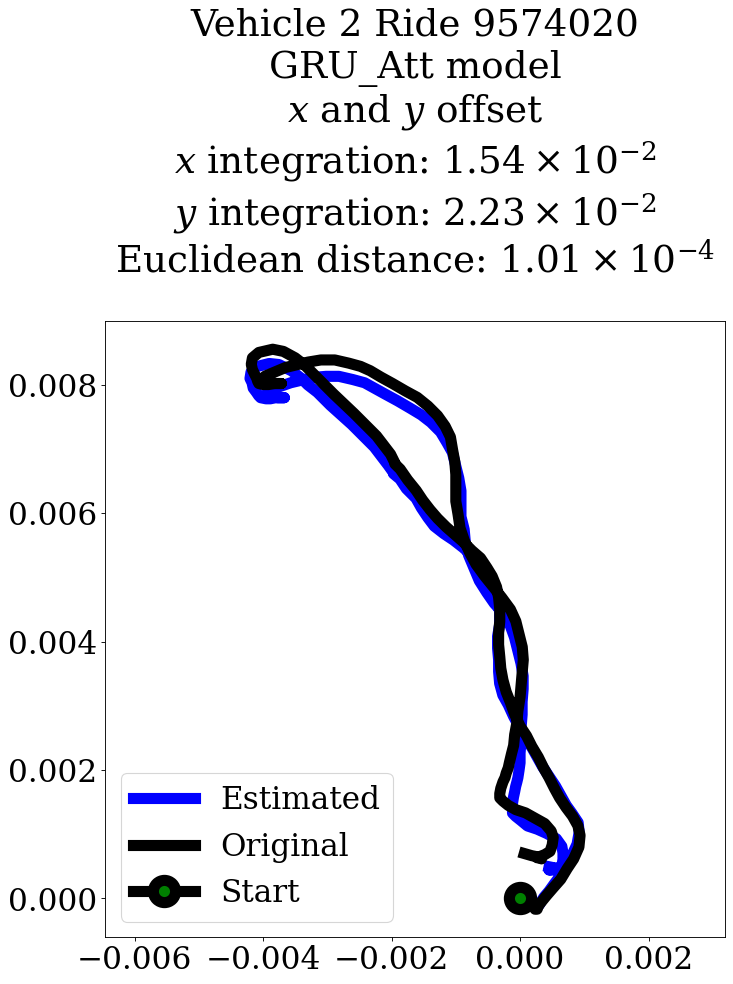 Vehicle 2 Ride 9574020
GRU_Att model
x and y offset
x integration: 1.54 × 10⁻²
y integration: 2.23 × 10⁻²
Euclidean distance: 1.01 × 10⁻⁴
0.008
0.006
0.004
0.002
0.000
Estimated
Original
Start
−0.006 −0.004 −0.002 0.000 0.002